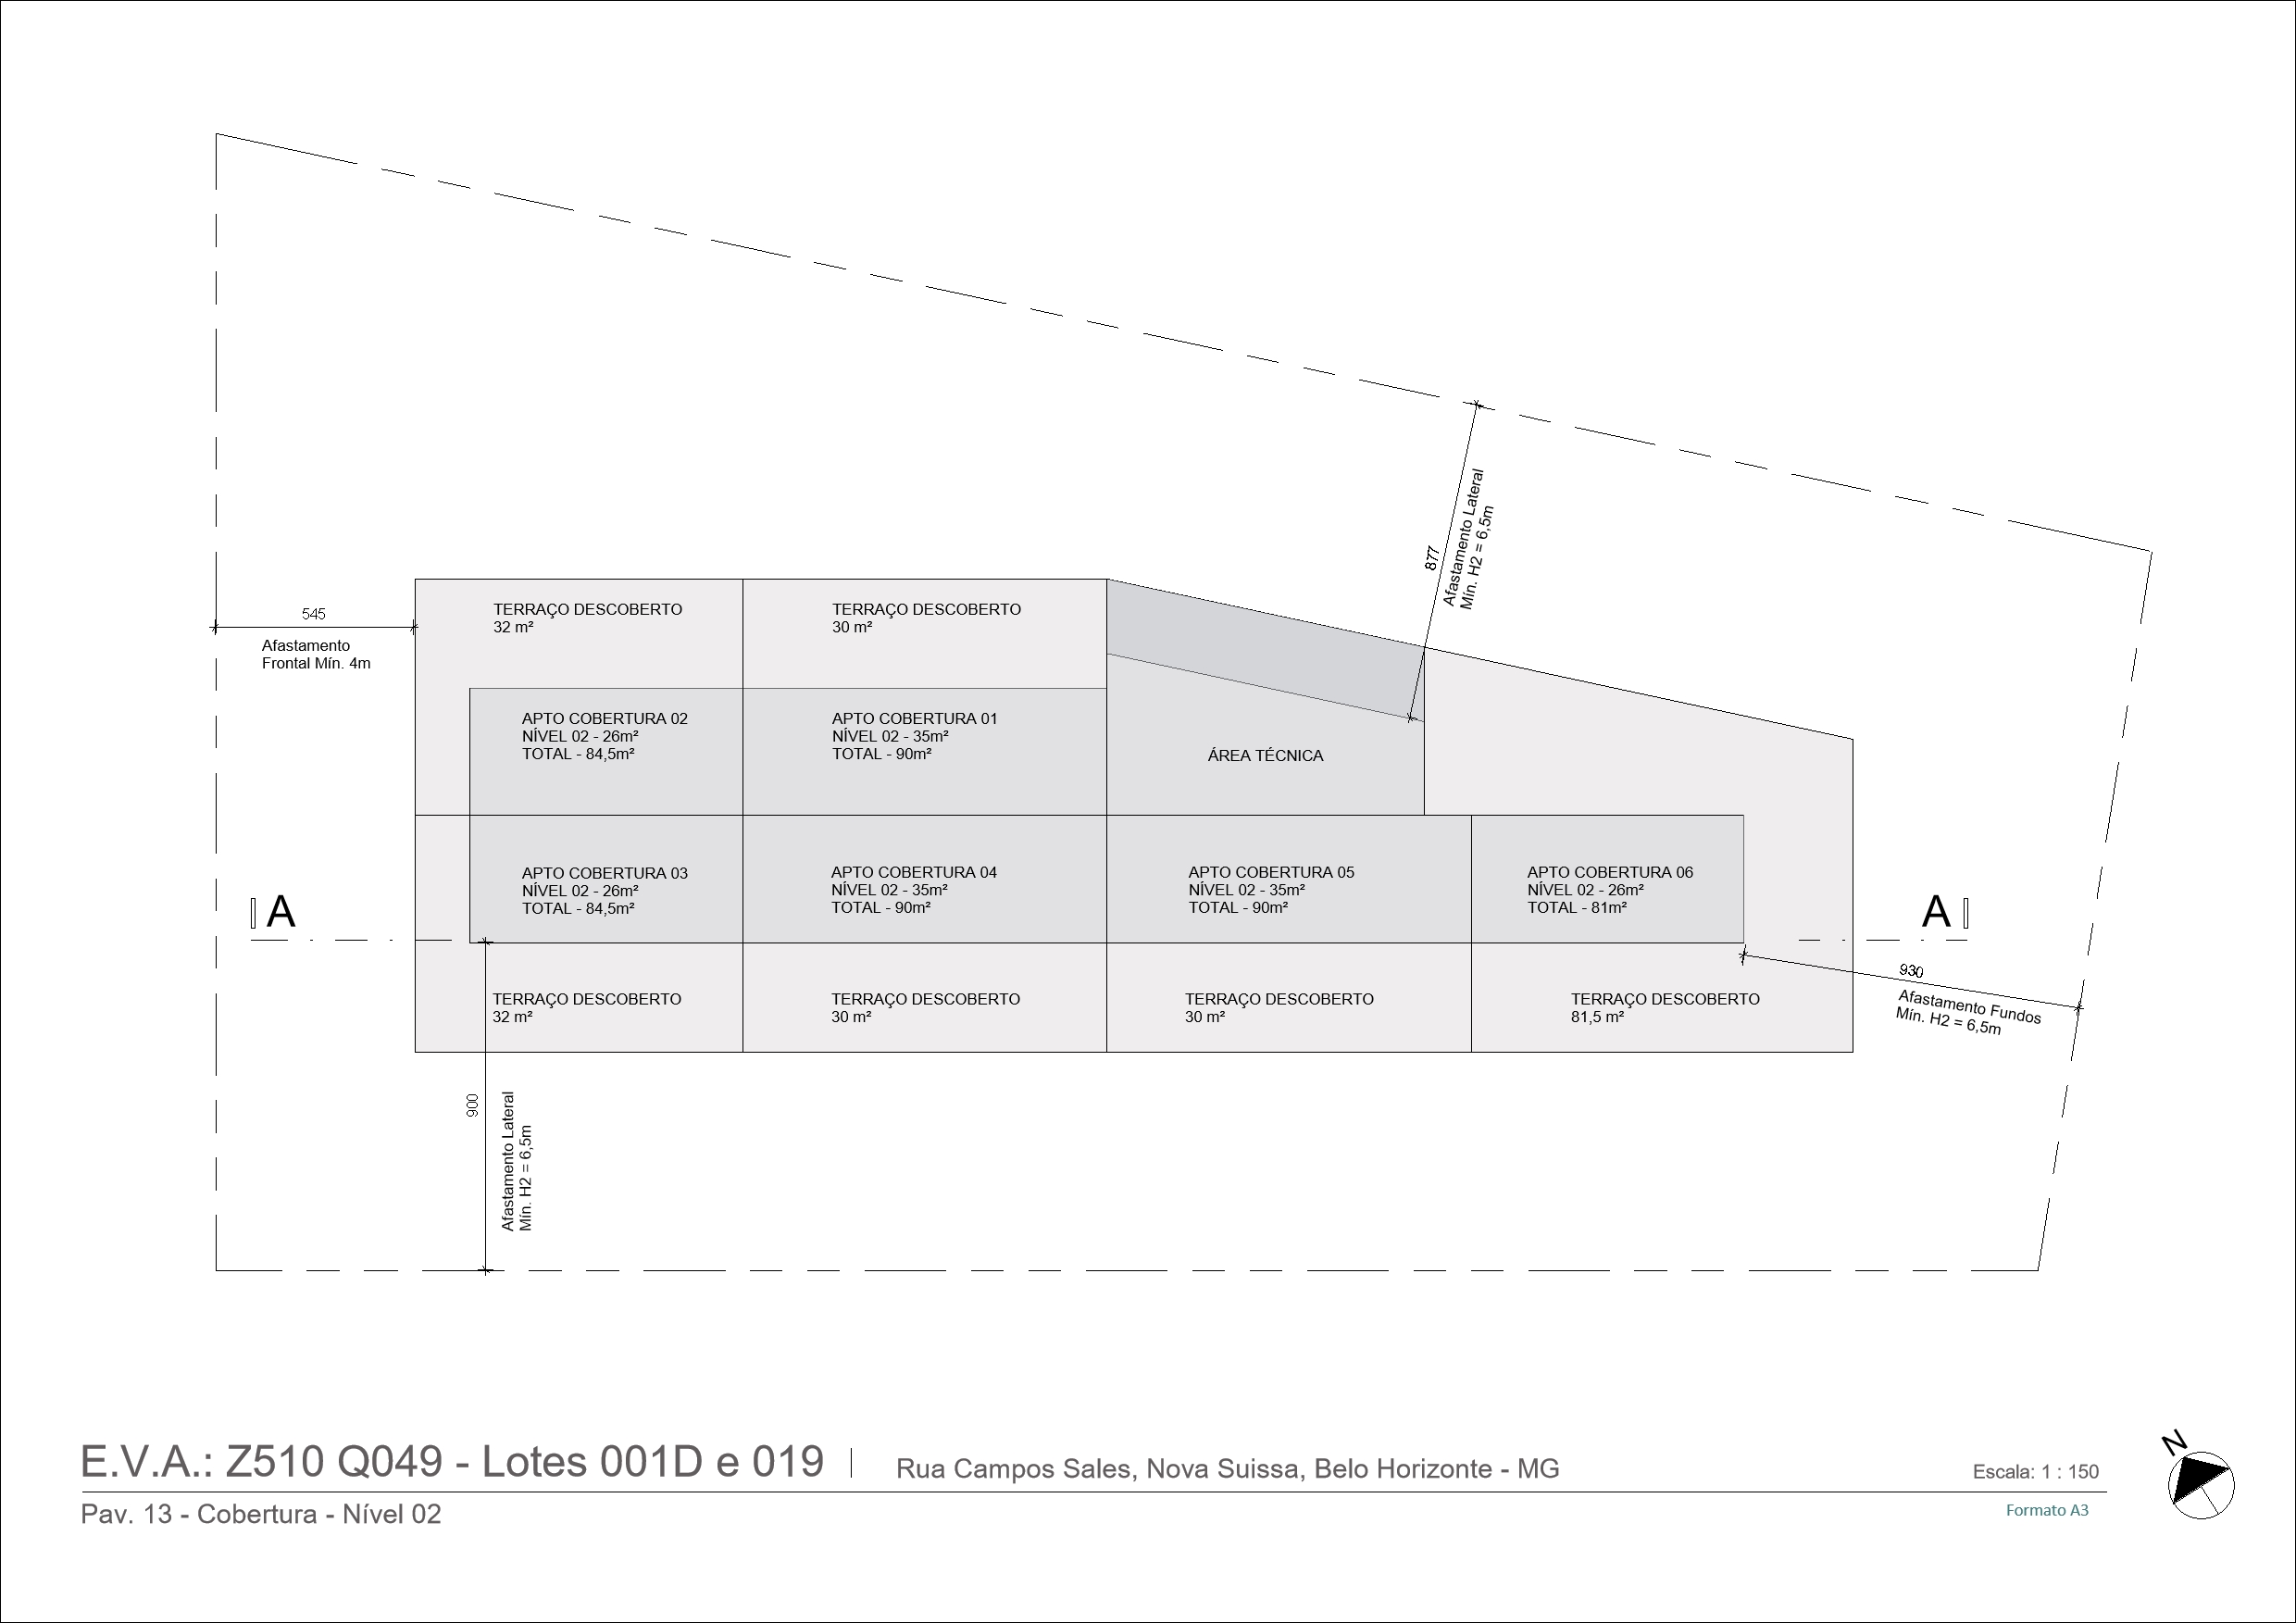 877
Afastamento Lateral
Mín. H2 = 6,5m
545
Afastamento
Frontal Mín. 4m
TERRAÇO DESCOBERTO
32 m²
TERRAÇO DESCOBERTO
30 m²
APTO COBERTURA 02
NÍVEL 02 - 26m²
TOTAL - 84,5m²
APTO COBERTURA 01
NÍVEL 02 - 35m²
TOTAL - 90m²
ÁREA TÉCNICA
APTO COBERTURA 03
NÍVEL 02 - 26m²
TOTAL - 84,5m²
APTO COBERTURA 04
NÍVEL 02 - 35m²
TOTAL - 90m²
APTO COBERTURA 05
NÍVEL 02 - 35m²
TOTAL - 90m²
APTO COBERTURA 06
NÍVEL 02 - 26m²
TOTAL - 81m²
A
A
TERRAÇO DESCOBERTO
32 m²
TERRAÇO DESCOBERTO
30 m²
TERRAÇO DESCOBERTO
30 m²
TERRAÇO DESCOBERTO
81,5 m²
930
Afastamento Fundos
Mín. H2 = 6,5m
900
Afastamento Lateral
Mín. H2 = 6,5m
E.V.A.: Z510 Q049 - Lotes 001D e 019
Rua Campos Sales, Nova Suissa, Belo Horizonte - MG
Escala: 1 : 150
N
Pav. 13 - Cobertura - Nível 02
Formato A3